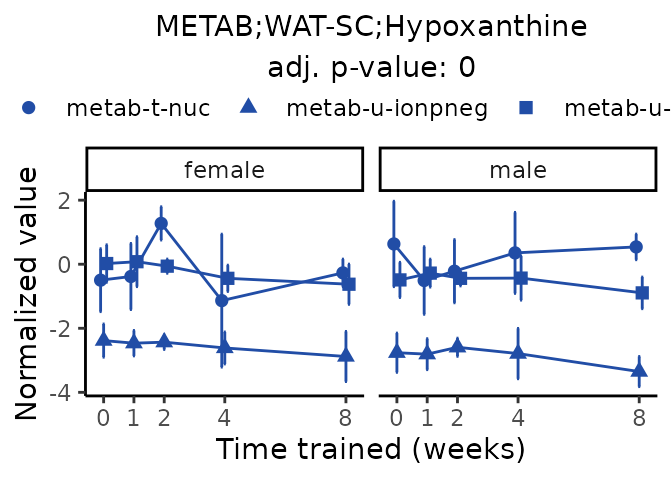 METAB;WAT-SC;Hypoxanthine
adj. p-value: 0
metab-t-nuc metab-u-ionpneg metab-u-
female male
Normalized value
2
0
-2
-4
0 1 2 4 8 0 1 2 4 8
Time trained (weeks)